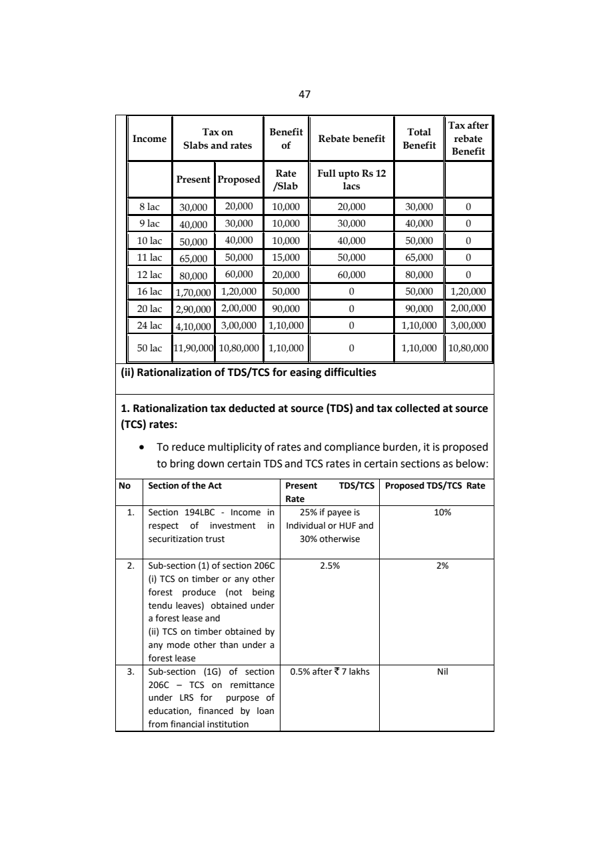 47
Income Tax on Slabs and rates Benefit of Rebate benefit Total Benefit Tax after rebate Benefit
Present Proposed Rate /Slab Full upto Rs 12 lacs
8 lac 30,000 20,000 10,000 20,000 30,000 0
9 lac 40,000 30,000 10,000 30,000 40,000 0
10 lac 50,000 40,000 10,000 40,000 50,000 0
11 lac 65,000 50,000 15,000 50,000 65,000 0
12 lac 80,000 60,000 20,000 60,000 80,000 0
16 lac 1,70,000 1,20,000 50,000 0 50,000 1,20,000
20 lac 2,90,000 2,00,000 90,000 0 90,000 2,00,000
24 lac 4,10,000 3,00,000 1,10,000 0 1,10,000 3,00,000
50 lac 11,90,000 10,80,000 1,10,000 0 1,10,000 10,80,000
(ii) Rationalization of TDS/TCS for easing difficulties
1. Rationalization tax deducted at source (TDS) and tax collected at source
(TCS) rates:
• To reduce multiplicity of rates and compliance burden, it is proposed
to bring down certain TDS and TCS rates in certain sections as below:
No Section of the Act Present TDS/TCS Rate Proposed TDS/TCS Rate
1. Section 194LBC - Income in 25% if payee is 10%
respect of investment in Individual or HUF and
securitization trust 30% otherwise
2. Sub-section (1) of section 206C 2.5% 2%
(i) TCS on timber or any other
forest produce (not being
tendu leaves) obtained under
a forest lease and
(ii) TCS on timber obtained by
any mode other than under a
forest lease
3. Sub-section (1G) of section 0.5% after ₹ 7 lakhs Nil
206C – TCS on remittance
under LRS for purpose of
education, financed by loan
from financial institution